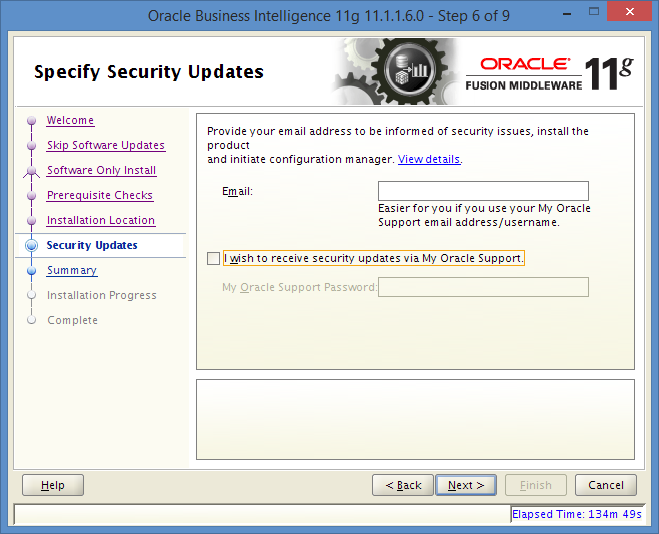 Oracle Business Intelligence 11g 11.1.1.6.0 - Step 6 of 9
Specify Security Updates
ORACLE
FUSION MIDDLEWARE
11g
Welcome
Skip Software Updates
Software Only Install
Prerequisite Checks
Installation Location
Security Updates
Summary
Installation Progress
Complete
Provide your email address to be informed of security issues, install the
product
and initiate configuration manager. View details.
Email:
Easier for you if you use your My Oracle
Support email address/username.
I wish to receive security updates via My Oracle Support.
My Oracle Support Password:
Help
< Back
Next >
Finish
Cancel
Elapsed Time: 134m 49s